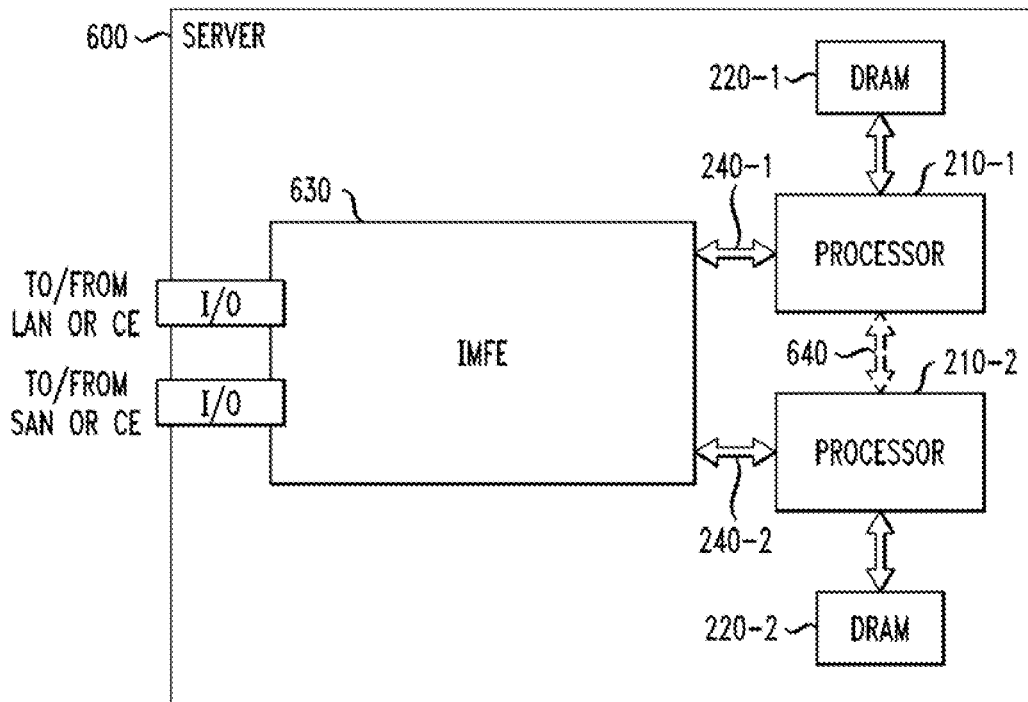 600 SERVER
220-1 DRAM
240-1 210-1
630
PROCESSOR
TO/FROM
LAN OR CE
I/O
IMFE
640
210-2
TO/FROM
SAN OR CE
I/O
PROCESSOR
240-2
220-2 DRAM